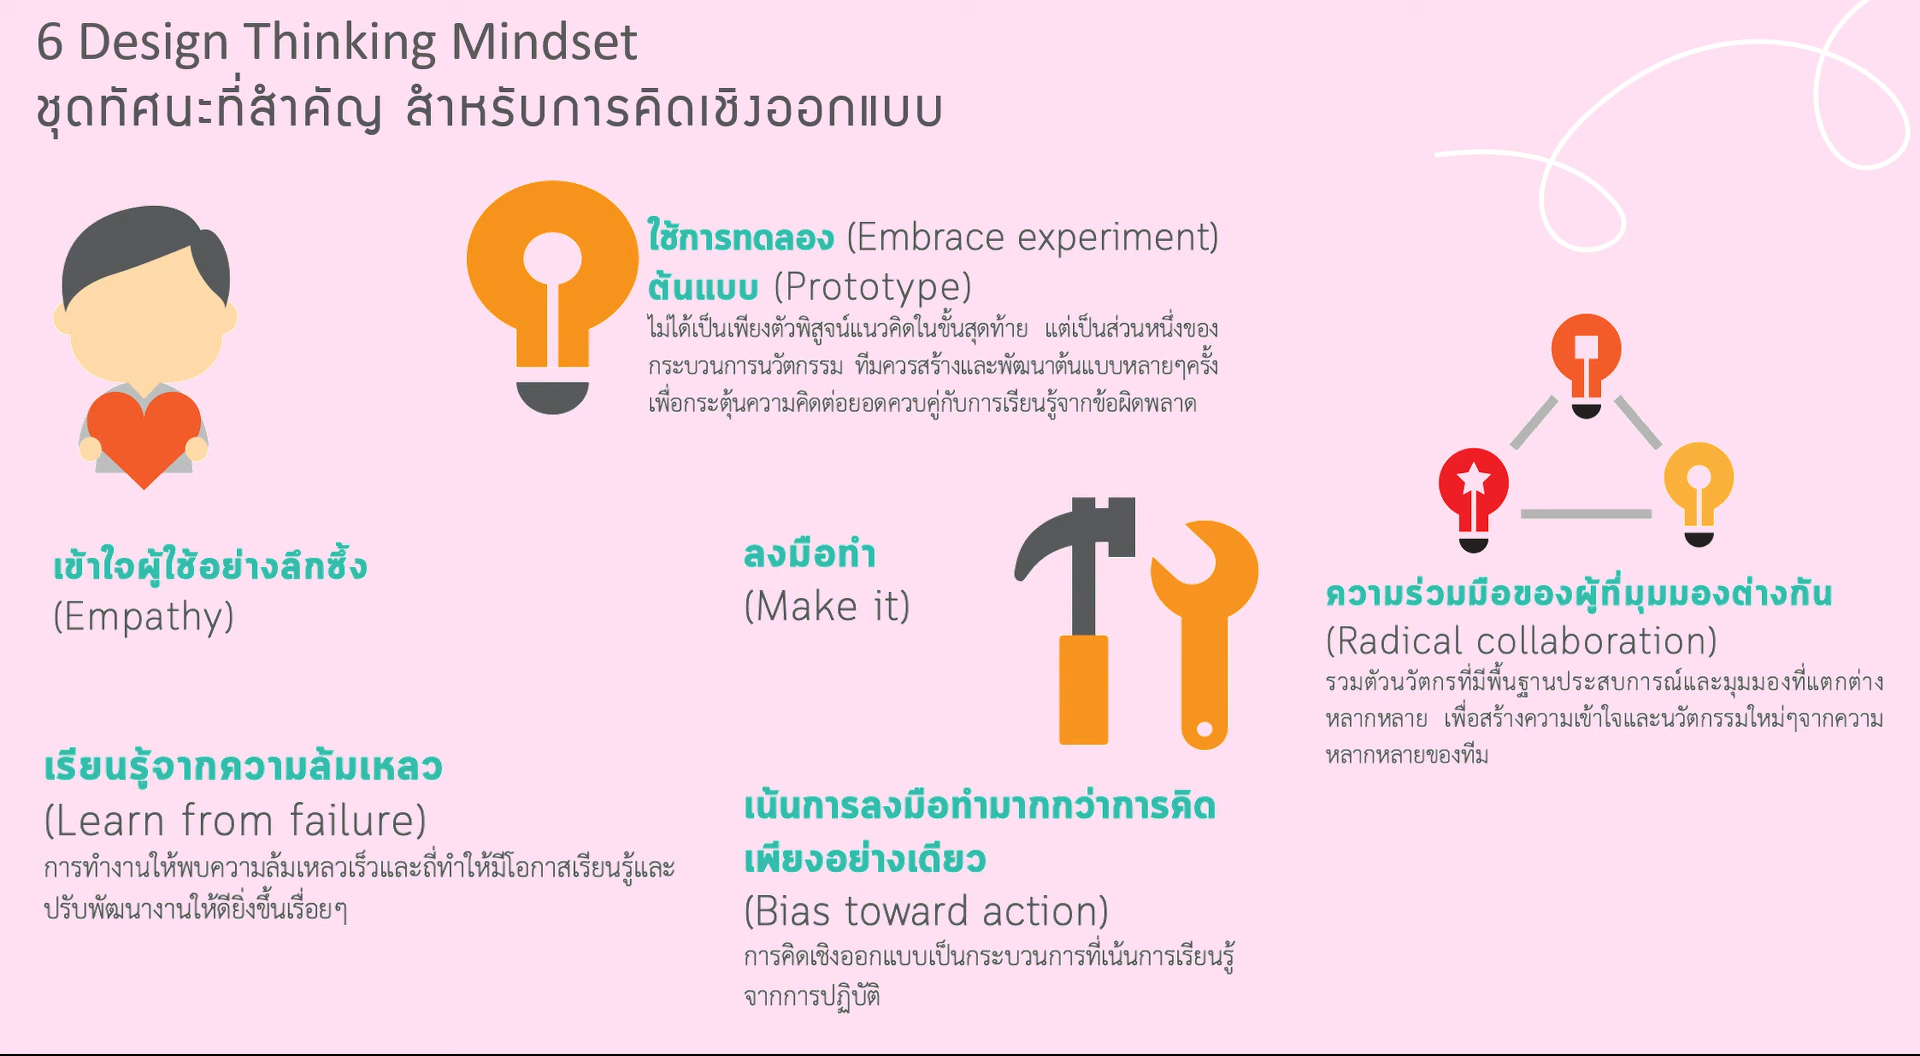 6 Design Thinking Mindset
ชุดทัศนะที่สำคัญ สำหรับการคิดเชิงออกแบบ
ใช้การทดลอง (Embrace experiment)
ต้นแบบ (Prototype)
ไม่ได้เป็นเพียงตัวพิสูจน์แนวคิดในขั้นสุดท้าย แต่เป็นส่วนหนึ่งของ
กระบวนการนวัตกรรม ทีมควรสร้างและพัฒนาต้นแบบหลายๆครั้ง
เพื่อกระตุ้นความคิดต่อยอดควบคู่กับการเรียนรู้จากข้อผิดพลาด
เข้าใจผู้ใช้อย่างลึกซึ้ง
(Empathy)
ลงมือทำ
(Make it)
ความร่วมมือของผู้ที่มุมมองต่างกัน
(Radical collaboration)
รวมตัวนวัตกรที่มีพื้นฐานประสบการณ์และมุมมองที่แตกต่าง
หลากหลาย เพื่อสร้างความเข้าใจและนวัตกรรมใหม่ๆจากความ
หลากหลายของทีม
เรียนรู้จากความล้มเหลว
(Learn from failure)
การทำงานให้พบความล้มเหลวเร็วและถี่ทำให้มีโอกาสเรียนรู้และ
ปรับพัฒนางานให้ดียิ่งขึ้นเรื่อยๆ
เน้นการลงมือทำมากกว่าการคิด
เพียงอย่างเดียว
(Bias toward action)
การคิดเชิงออกแบบเป็นกระบวนการที่เน้นการเรียนรู้
จากการปฏิบัติ